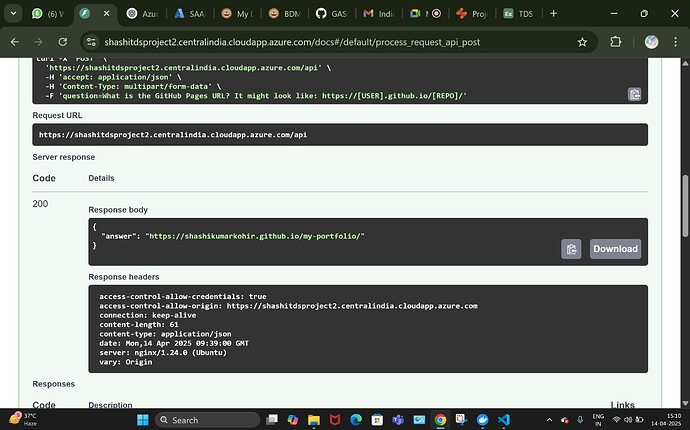 (6) W
Azur
SAAI
My D
BDM
GAS
Indi
M
Proje
TDS
shashitdsproject2.centralindia.cloudapp.azure.com/docs#/default/process_request_api_post
curl -X 'POST' \
'https://shashitdsproject2.centralindia.cloudapp.azure.com/api' \
-H 'accept: application/json' \
-H 'Content-Type: multipart/form-data' \
-F 'question=What is the GitHub Pages URL? It might look like: https://[USER].github.io/[REPO]/'
Request URL
https://shashitdsproject2.centralindia.cloudapp.azure.com/api
Server response
Code Details
200
Response body
{
"answer": "https://shashikumarkohir.github.io/my-portfolio/"
}
Download
Response headers
access-control-allow-credentials: true
access-control-allow-origin: https://shashitdsproject2.centralindia.cloudapp.azure.com
connection: keep-alive
content-length: 61
content-type: application/json
date: Mon,14 Apr 2025 09:39:00 GMT
server: nginx/1.24.0 (Ubuntu)
vary: Origin
Responses
Code Description Links
37°C
Haze
Search
ENG
IN
15:10
14-04-2025